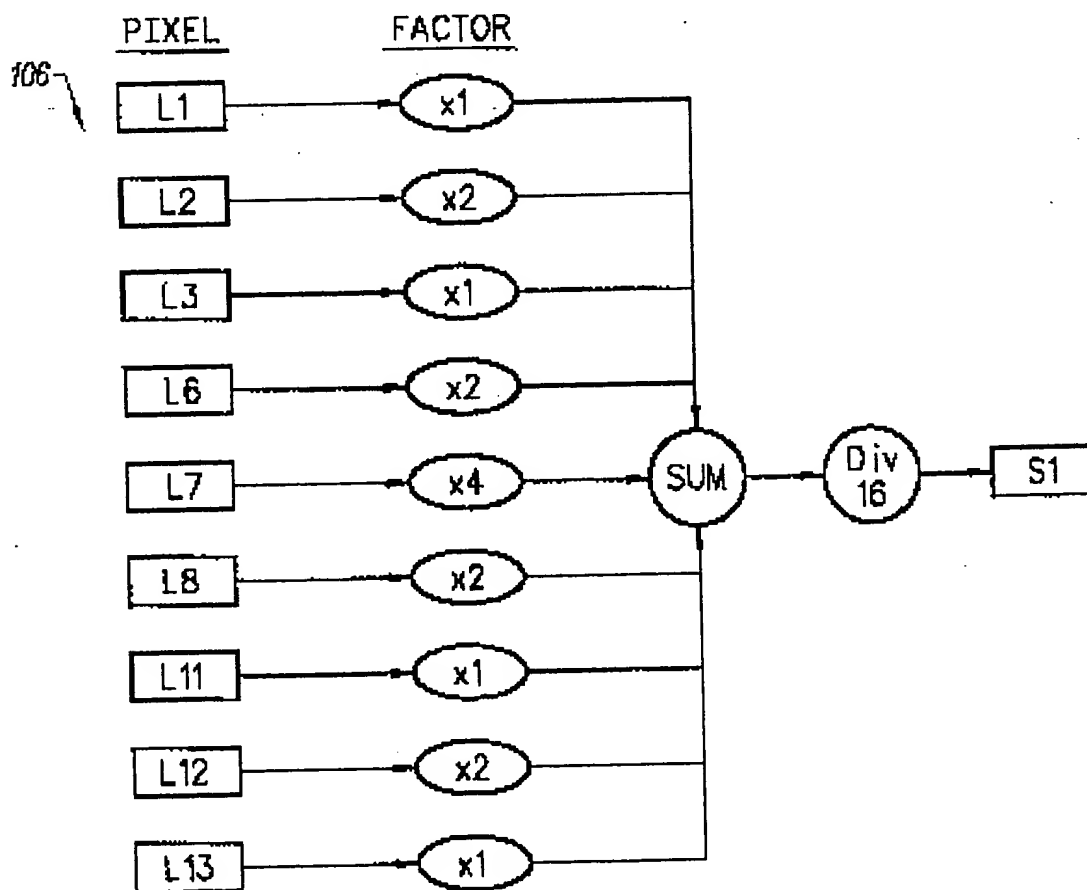 PIXEL FACTOR
106
L1 x1
L2 x2
L3 x1
L6 x2
L7 x4 SUM Div 16 S1
L8 x2
L11 x1
L12 x2
L13 x1